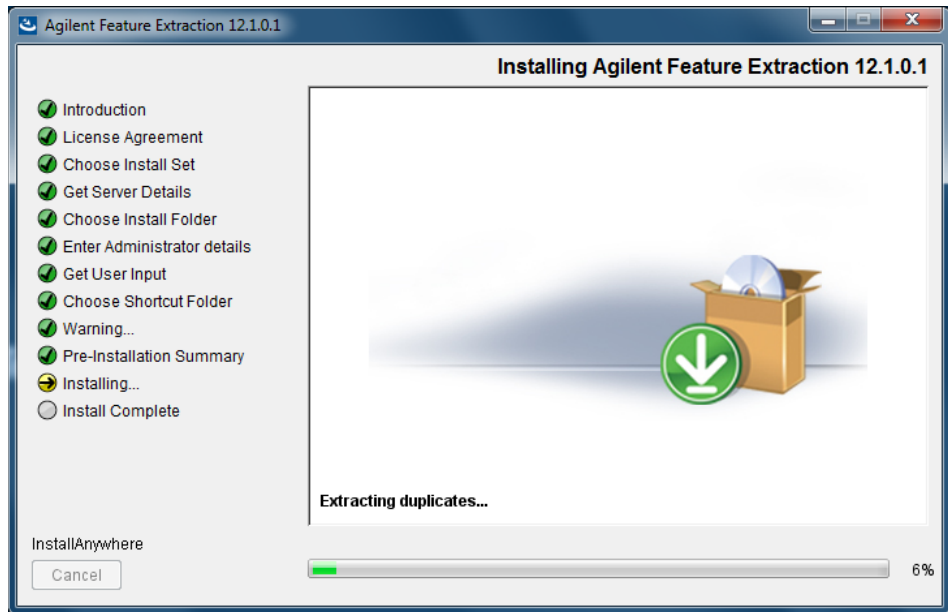 Agilent Feature Extraction 12.1.0.1
Installing Agilent Feature Extraction 12.1.0.1
Introduction
License Agreement
Choose Install Set
Get Server Details
Choose Install Folder
Enter Administrator details
Get User Input
Choose Shortcut Folder
Warning...
Pre-Installation Summary
Installing...
Install Complete
Extracting duplicates...
InstallAnywhere
Cancel
6%